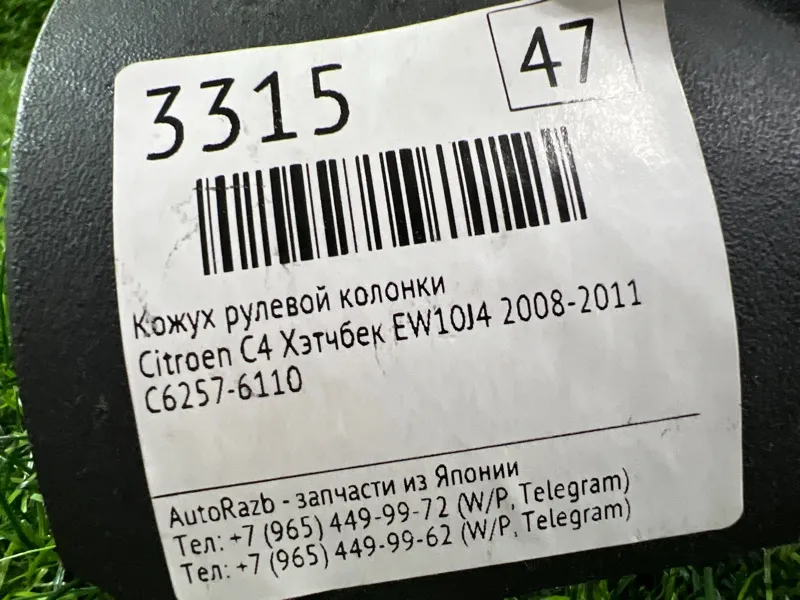 47
3315
Кожух рулевой колонки
Citroen C4 Хэтчбек EW10J4 2008-2011
C6257-6110
AutoRazb - запчасти из Японии
Тел: +7 (965) 449-99-72 (W/P, Telegram)
Тел: +7 (965) 449-99-62 (W/P, Telegram)